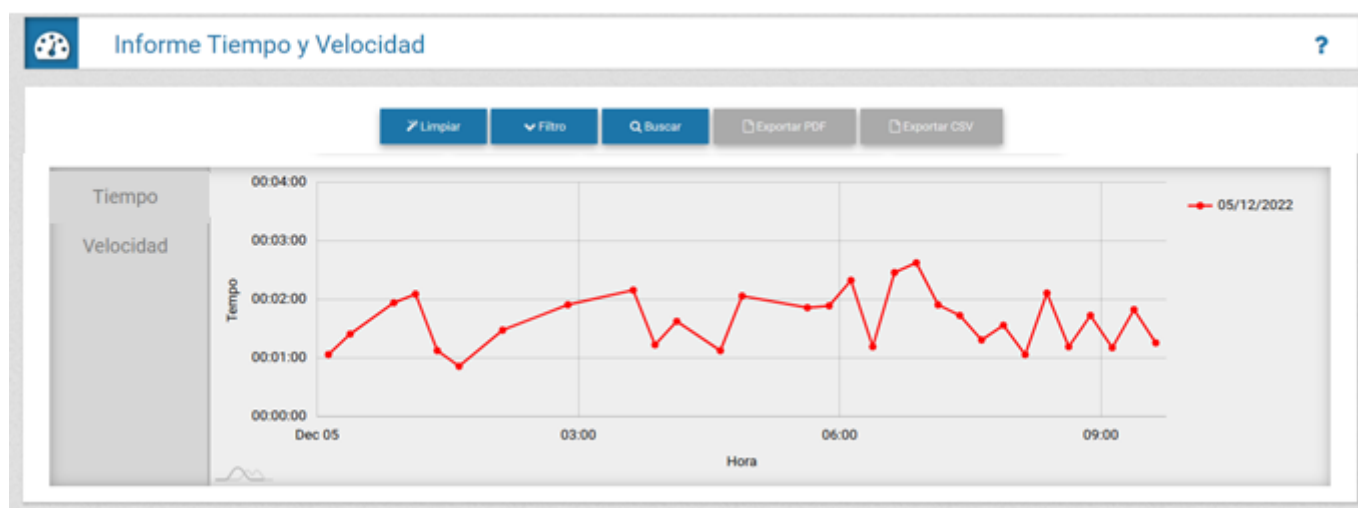 Informe Tiempo y Velocidad
?
Limpiar
Filtro
Buscar
Exportar PDF
Exportar CSV
Tiempo
Velocidad
00:04:00
00:03:00
00:02:00
00:01:00
00:00:00
Tiempo
Dec 05
03:00
06:00
09:00
Hora
05/12/2022